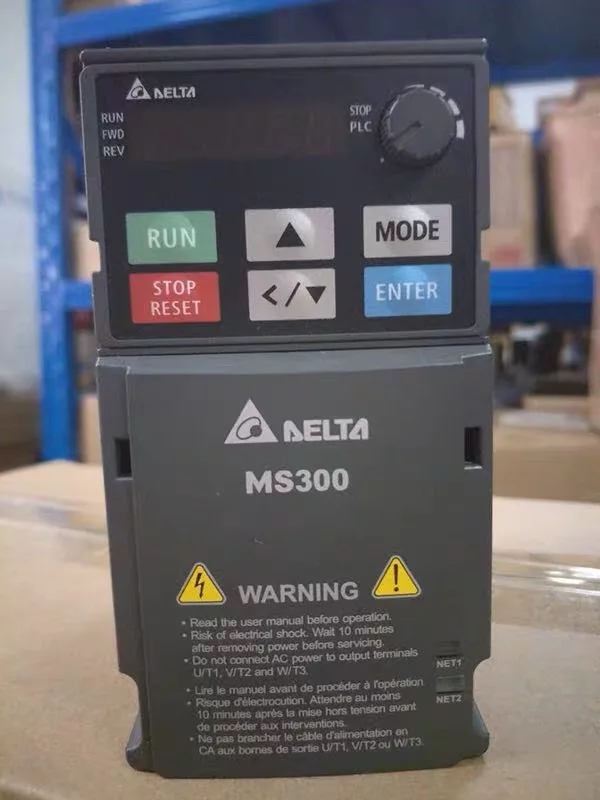 DELTA
RUN
FWD
REV
STOP
PLC
RUN
MODE
STOP
RESET
</▼
ENTER
DELTA
MS300
WARNING
• Read the user manual before operation.
• Risk of electrical shock. Wait 10 minutes
after removing power before servicing.
• Do not connect AC power to output terminals
U/T1, V/T2 and W/T3.
• Lire le manuel avant de procéder à l'opération
• Risque d'électrocution. Attendre au moins
10 minutes après la mise hors tension avant
de procéder aux interventions.
• Ne pas brancher le câble d'alimentation en
CA aux bornes de sortie U/T1, V/T2 ou W/T3.
NET1
NET2